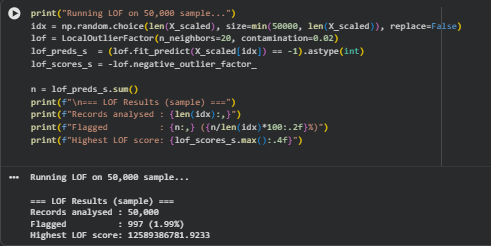 print("Running LOF on 50,000 sample...")
idx = np.random.choice(len(X_scaled), size=min(50000, len(X_scaled)), replace=False)
lof = LocalOutlierFactor(n_neighbors=20, contamination=0.02)
lof_preds_s  = (lof.fit_predict(X_scaled[idx]) == -1).astype(int)
lof_scores_s = -lof.negative_outlier_factor_

n = lof_preds_s.sum()
print(f"\n=== LOF Results (sample) ===")
print(f"Records analysed : {len(idx):,}")
print(f"Flagged          : {n:,} ({n/len(idx)*100:.2f}%)")
print(f"Highest LOF score: {lof_scores_s.max():.4f}")

Running LOF on 50,000 sample...

=== LOF Results (sample) ===
Records analysed : 50,000
Flagged          : 997 (1.99%)
Highest LOF score: 12589386781.9233